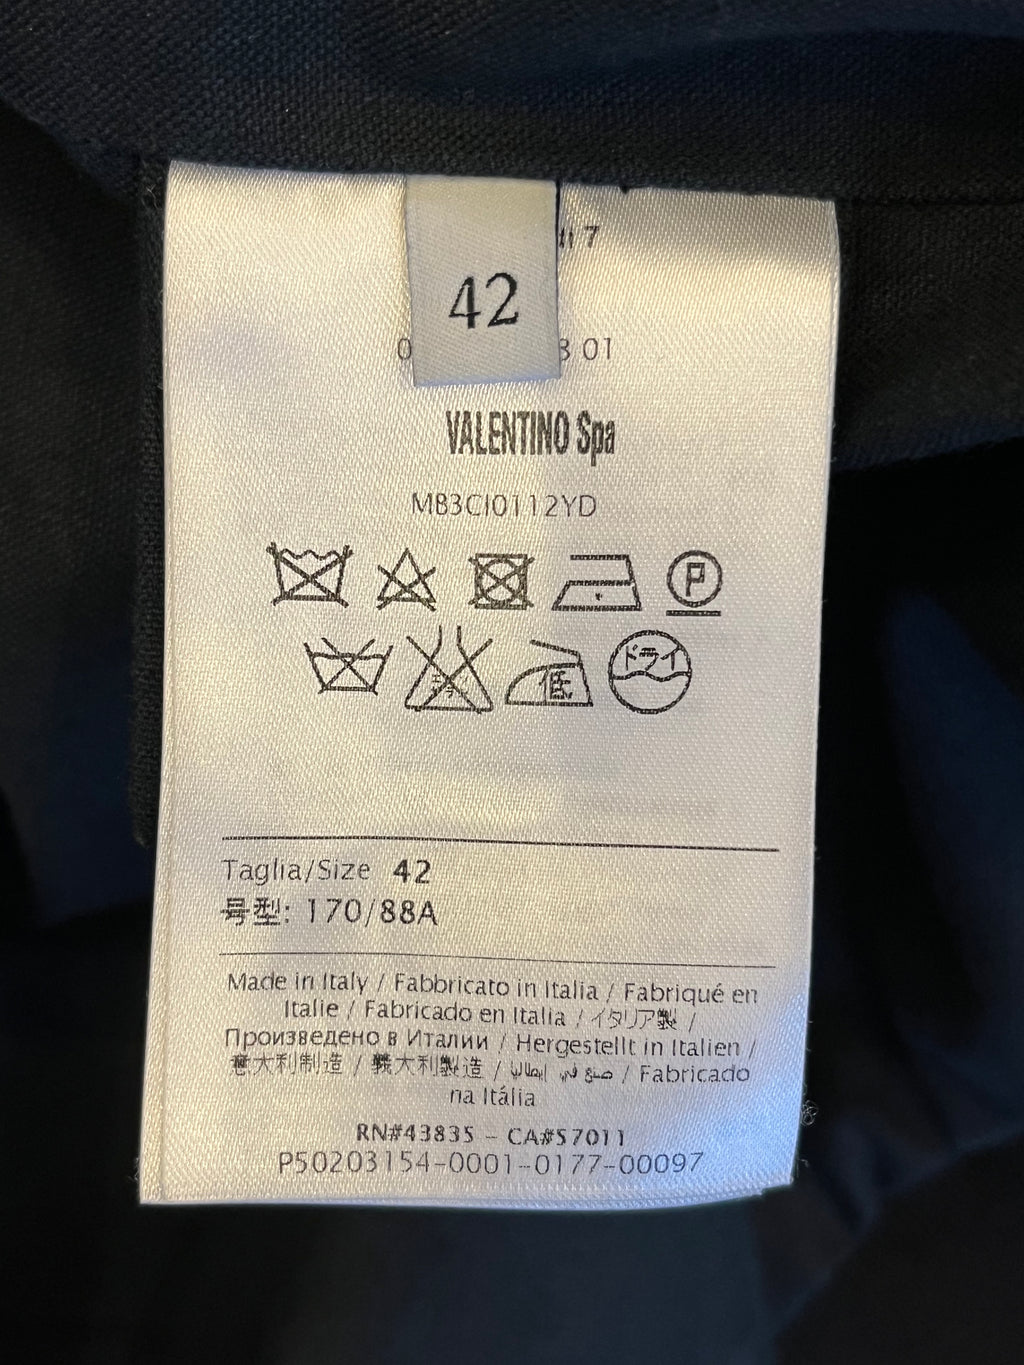 7
42
01
VALENTINO Spa
MB3CI0112YD
P
ドライ
低
Taglia/Size 42
号型: 170/88A
Made in Italy / Fabbricato in Italia / Fabriqué en
Italie / Fabricado en Italia / イタリア製 /
Произведено в Италии / Hergestellt in Italien /
意大利制造 / 義大利製造 / صنع في إيطاليا / Fabricado
na Itália
RN#43835 - CA#57011
P50203154-0001-0177-00097